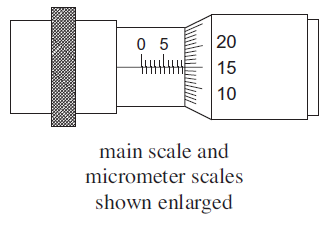 0 5
20
15
10
main scale and
micrometer scales
shown enlarged